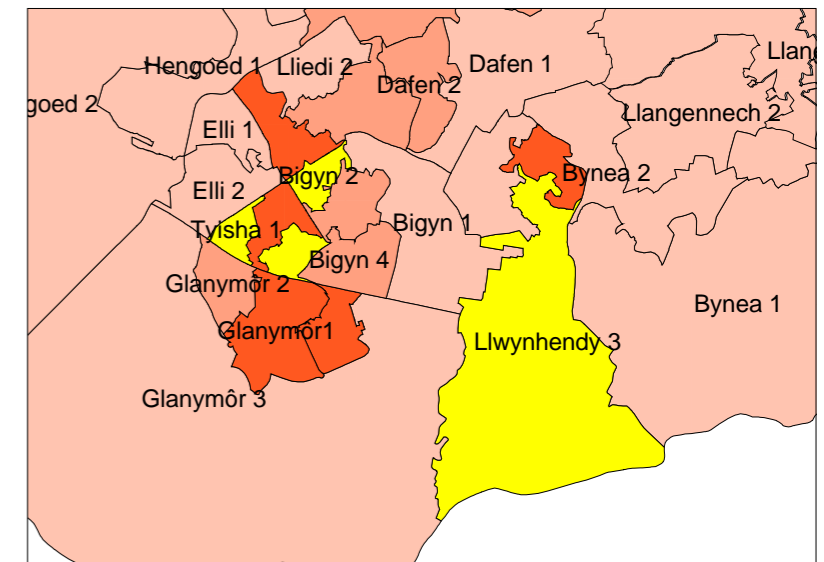 Hengoed 1
Lliedi 2
Dafen 1
Llan
Dafen 2
goed 2
Llangennech 2
Elli 1
Bigyn 2
Bynea 2
Elli 2
Tyisha 1
Bigyn 1
Bigyn 4
Glanymôr 2
Bynea 1
Glanymôr1
Llwynhendy 3
Glanymôr 3